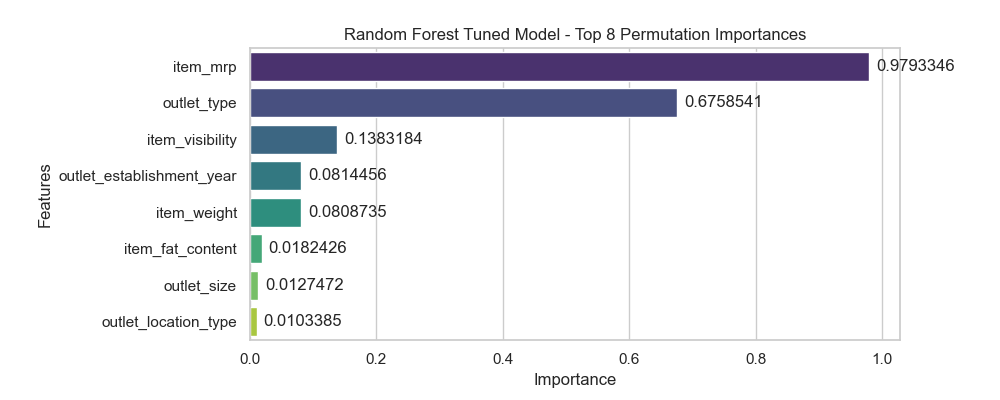 Random Forest Tuned Model - Top 8 Permutation Importances
Features
item_mrp 0.9793346
outlet_type 0.6758541
item_visibility 0.1383184
outlet_establishment_year 0.0814456
item_weight 0.0808735
item_fat_content 0.0182426
outlet_size 0.0127472
outlet_location_type 0.0103385
0.0 0.2 0.4 0.6 0.8 1.0
Importance